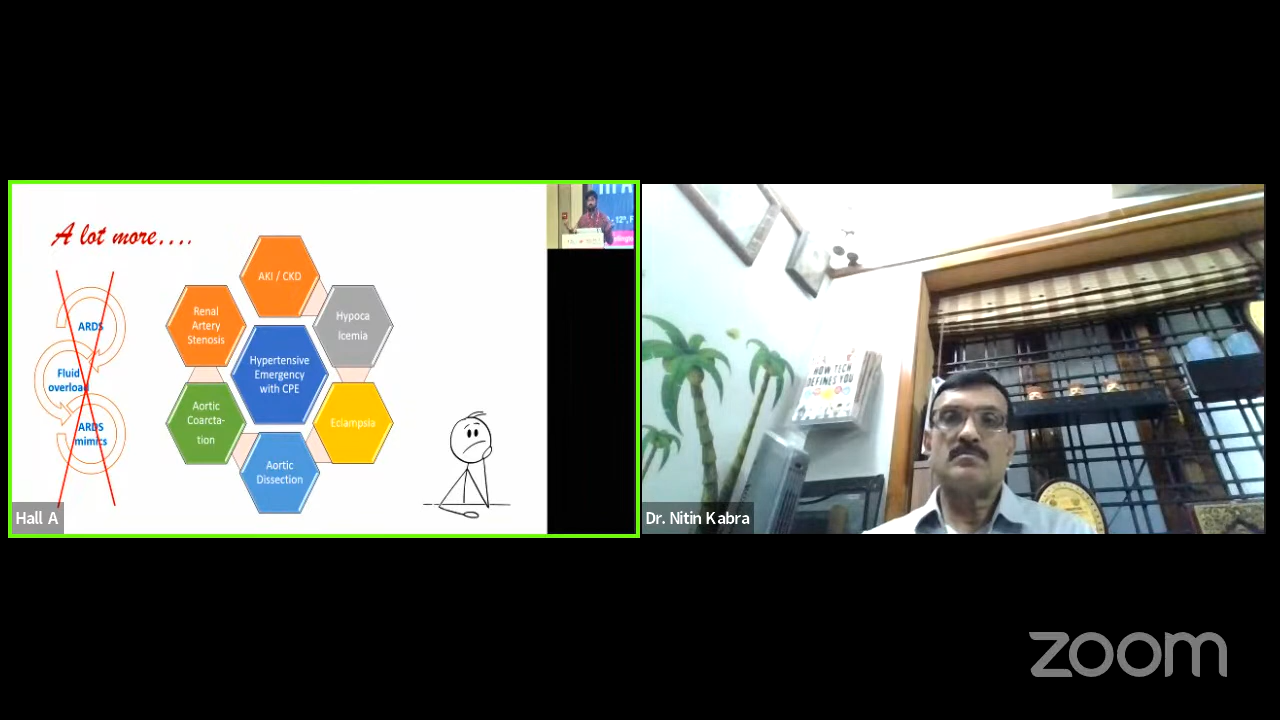 A lot more....
ARDS
Fluid
overload
ARDS
mimics
AKI / CKD
Renal
Artery
Stenosis
Hypoca
lcemia
Hypertensive
Emergency
with CPE
Aortic
Coarcta-
tion
Eclampsia
Aortic
Dissection
Hall A
HOW TECH
DEFINES YOU
Dr. Nitin Kabra
zoom